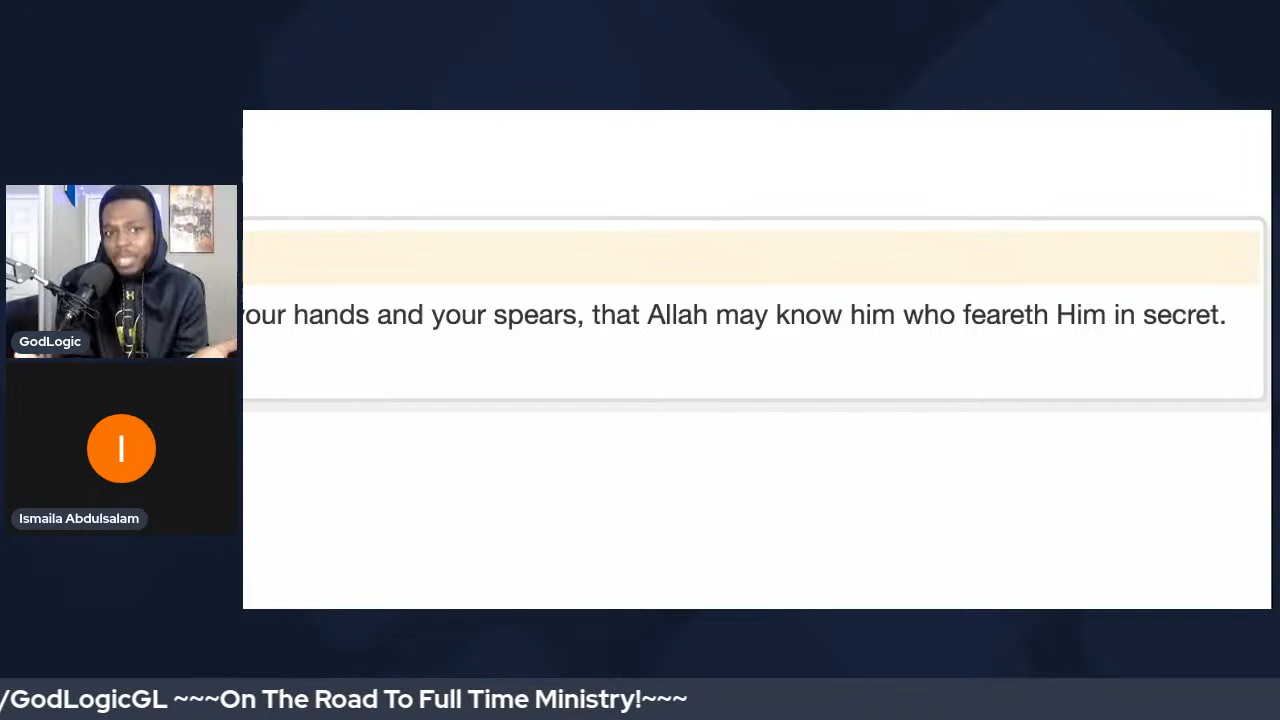 your hands and your spears, that Allah may know him who feareth Him in secret.
GodLogic
I
Ismaila Abdulsalam
/GodLogicGL ~~~On The Road To Full Time Ministry!~~~